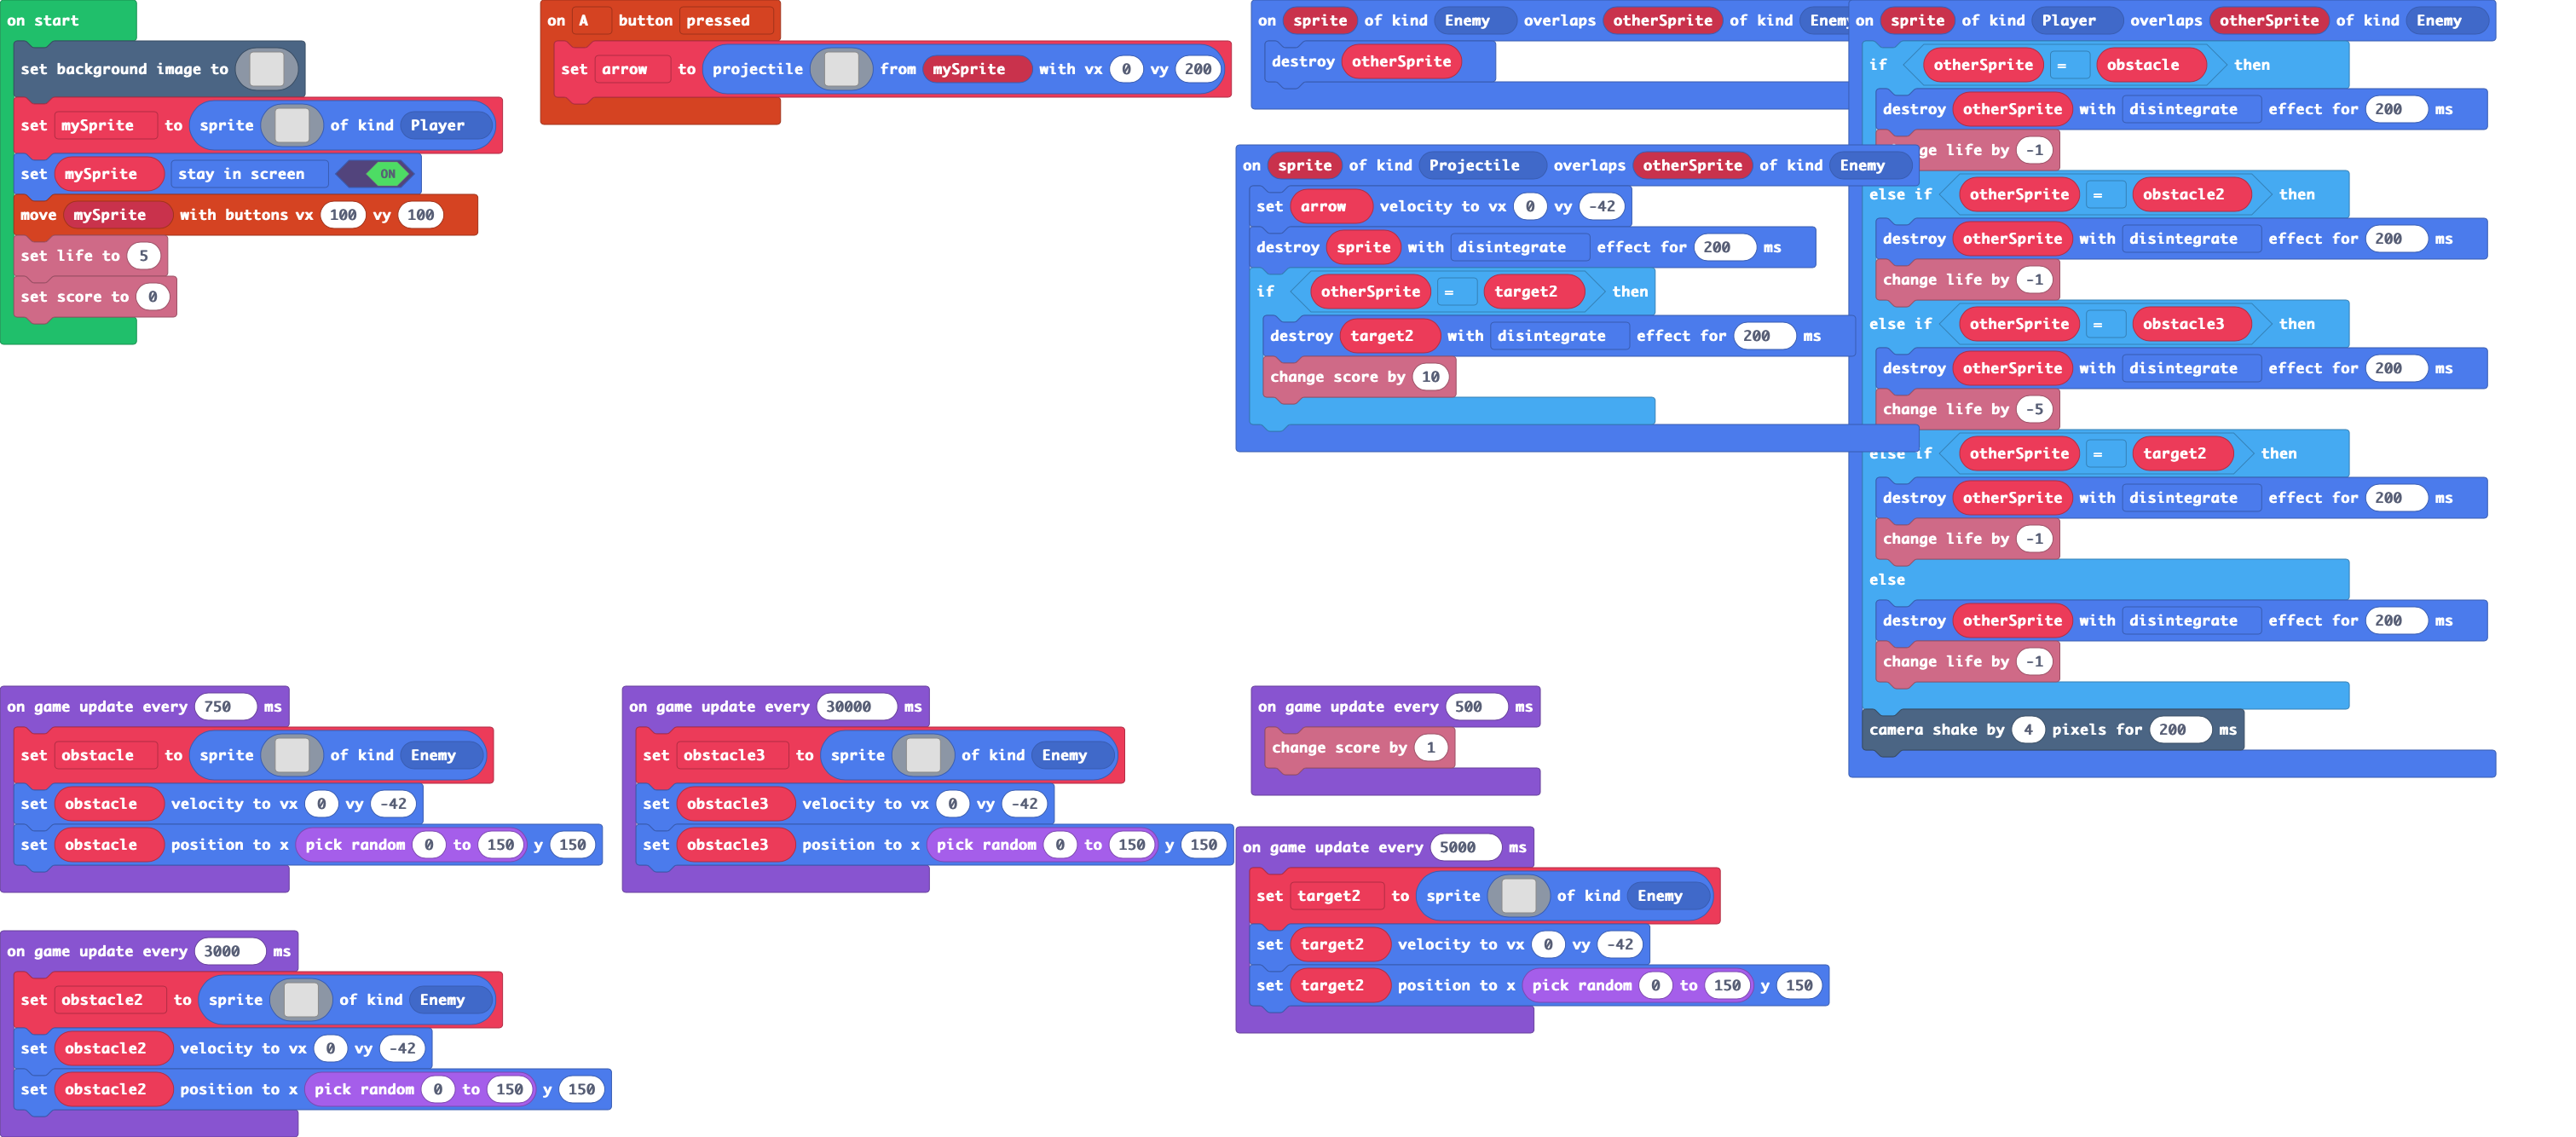 on start
set background image to
set mySprite to sprite of kind Player
set mySprite stay in screen ON
move mySprite with buttons vx 100 vy 100
set life to 5
set score to 0
on A button pressed
set arrow to projectile from mySprite with vx 0 vy 200
on sprite of kind Enemy overlaps otherSprite of kind
destroy otherSprite
on sprite of kind Projectile overlaps otherSprite of kind Enemy
set arrow velocity to vx 0 vy -42
destroy sprite with disintegrate effect for 200 ms
if otherSprite = target2 then
destroy target2 with disintegrate effect for 200 ms
change score by 10
on sprite of kind Player overlaps otherSprite of kind Enemy
if otherSprite = obstacle then
destroy otherSprite with disintegrate effect for 200 ms
ge life by -1
else if otherSprite = obstacle2 then
destroy otherSprite with disintegrate effect for 200 ms
change life by -1
else if otherSprite = obstacle3 then
destroy otherSprite with disintegrate effect for 200 ms
change life by -5
else if otherSprite = target2 then
destroy otherSprite with disintegrate effect for 200 ms
change life by -1
else
destroy otherSprite with disintegrate effect for 200 ms
change life by -1
camera shake by 4 pixels for 200 ms
on game update every 750 ms
set obstacle to sprite of kind Enemy
set obstacle velocity to vx 0 vy -42
set obstacle position to x pick random 0 to 150 y 150
on game update every 30000 ms
set obstacle3 to sprite of kind Enemy
set obstacle3 velocity to vx 0 vy -42
set obstacle3 position to x pick random 0 to 150 y 150
on game update every 500 ms
change score by 1
on game update every 5000 ms
set target2 to sprite of kind Enemy
set target2 velocity to vx 0 vy -42
set target2 position to x pick random 0 to 150 y 150
on game update every 3000 ms
set obstacle2 to sprite of kind Enemy
set obstacle2 velocity to vx 0 vy -42
set obstacle2 position to x pick random 0 to 150 y 150